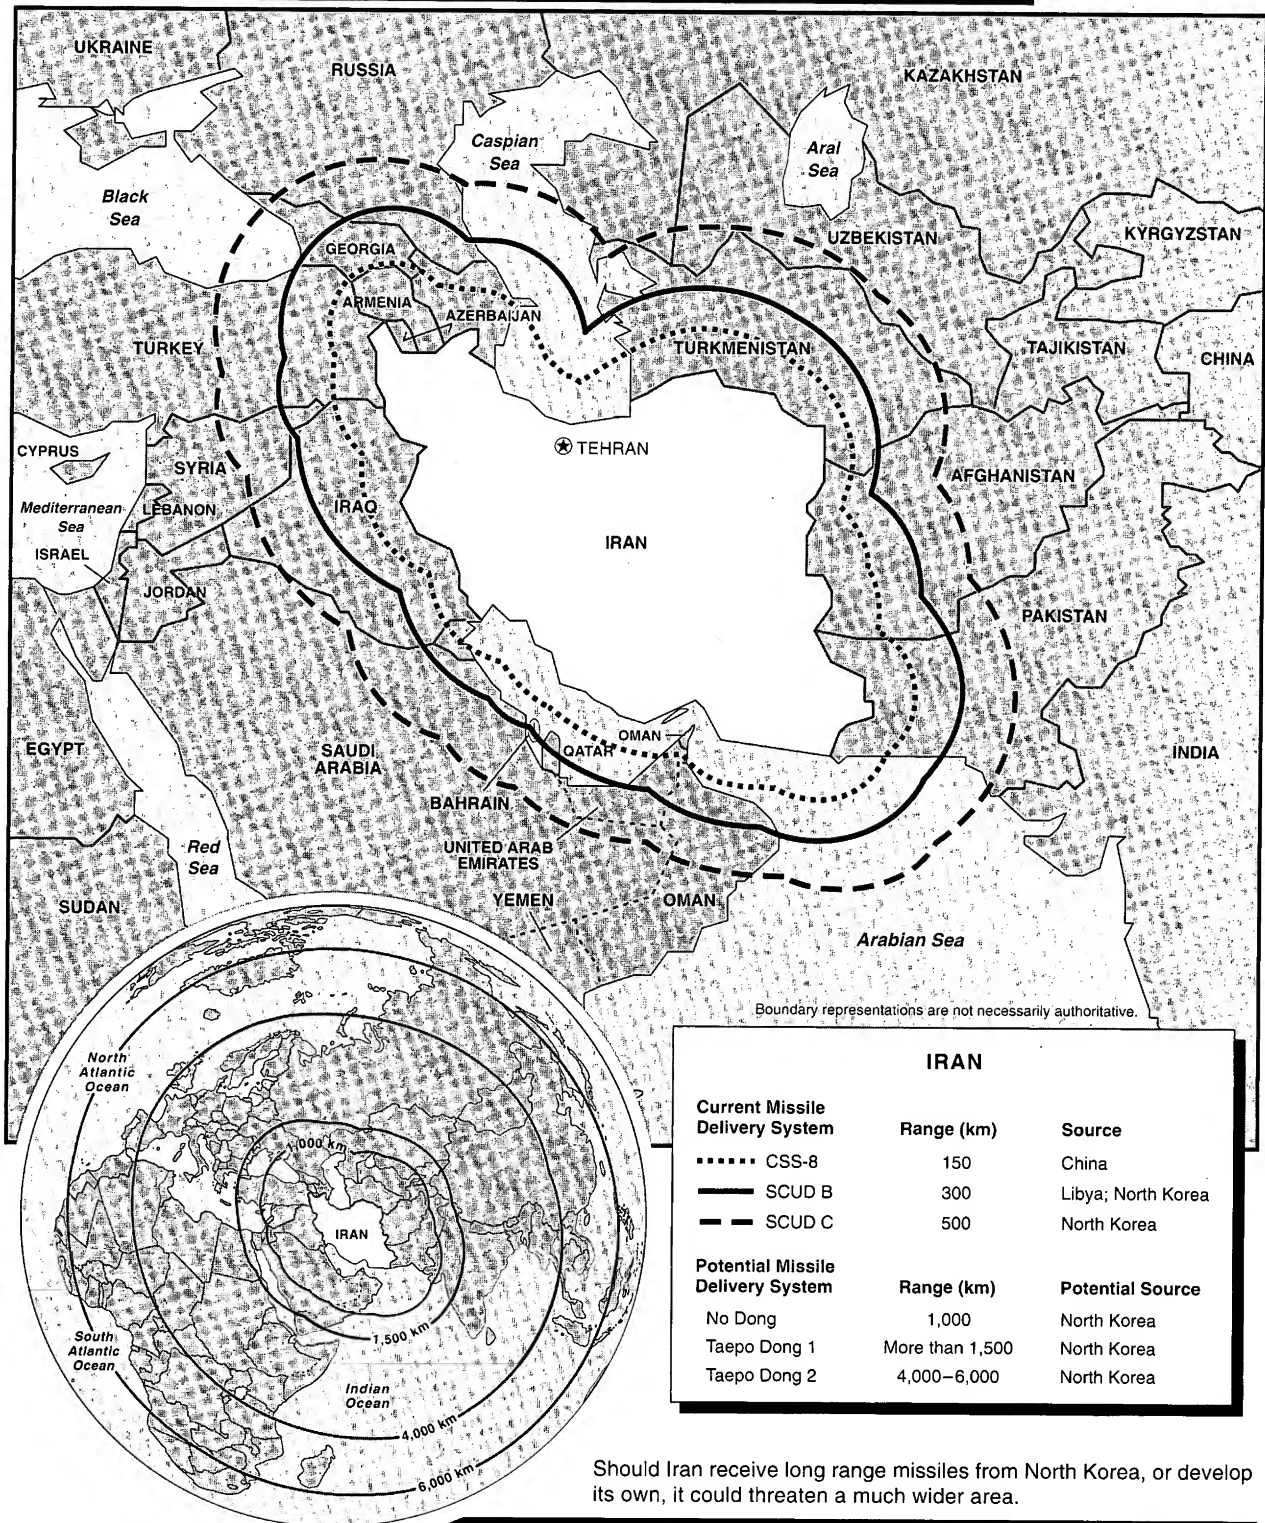 UKRAINE
RUSSIA
KAZAKHSTAN
Caspian
Sea
Aral
Sea
Black
Sea
GEORGIA
UZBEKISTAN
KYRGYZSTAN
ARMENIA
AZERBAIJAN
TURKEY
TURKMENISTAN
TAJIKISTAN
CHINA
TEHRAN
CYPRUS
SYRIA
AFGHANISTAN
Mediterranean
Sea
LEBANON
IRAQ
IRAN
ISRAEL
JORDAN
PAKISTAN
EGYPT
SAUDI
ARABIA
QATAR
OMAN
INDIA
BAHRAIN
Red
Sea
UNITED ARAB
EMIRATES
SUDAN
YEMEN
OMAN
Arabian Sea
Boundary representations are not necessarily authoritative.
North
Atlantic
Ocean
1,000 km
IRAN
1,500 km
South
Atlantic
Ocean
Indian
Ocean
4,000 km
6,000 km
IRAN
Current Missile
Delivery System Range (km) Source
CSS-8 150 China
SCUD B 300 Libya; North Korea
SCUD C 500 North Korea
Potential Missile
Delivery System Range (km) Potential Source
No Dong 1,000 North Korea
Taepo Dong 1 More than 1,500 North Korea
Taepo Dong 2 4,000–6,000 North Korea
Should Iran receive long range missiles from North Korea, or develop
its own, it could threaten a much wider area.